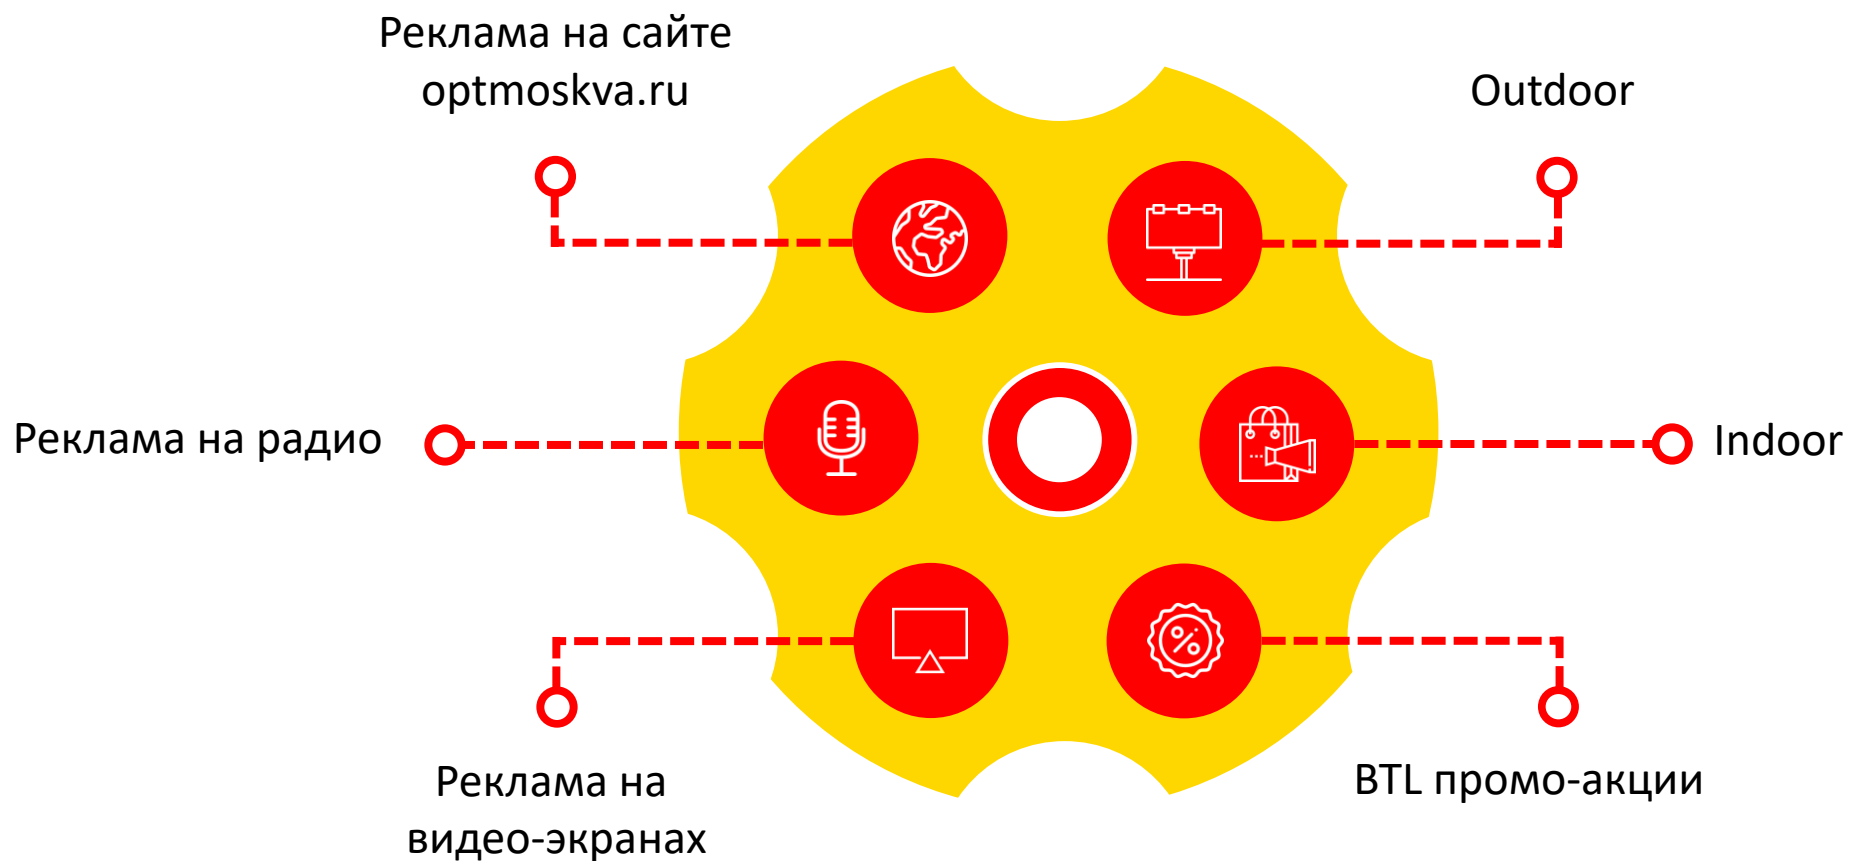 Реклама на сайте
optmoskva.ru
Outdoor
Реклама на радио
Indoor
Реклама на
видео-экранах
BTL промо-акции